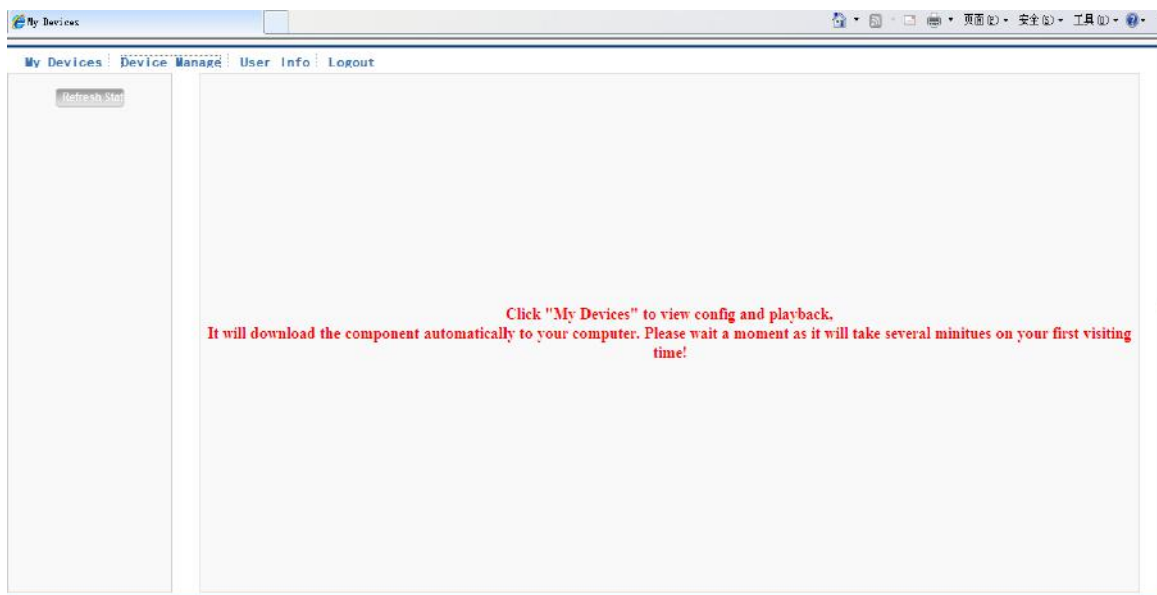 My Devices
页面(P) 安全(S) 工具(O)
My Devices Device Manage User Info Logout
Refresh Stat
Click "My Devices" to view config and playback,
It will download the component automatically to your computer. Please wait a moment as it will take several minitues on your first visiting
time!